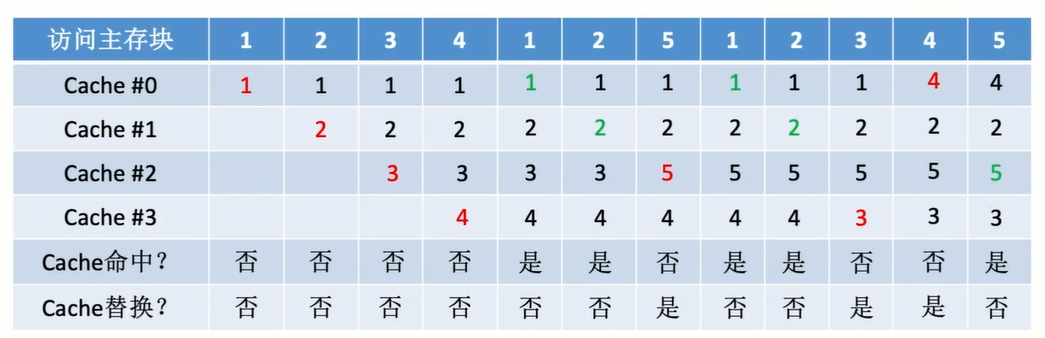 访问主存块 1 2 3 4 1 2 5 1 2 3 4 5
Cache #0 1 1 1 1 1 1 1 1 1 1 4 4
Cache #1 2 2 2 2 2 2 2 2 2 2 2
Cache #2 3 3 3 3 5 5 5 5 5 5
Cache #3 4 4 4 4 4 4 3 3 3
Cache命中? 否 否 否 否 是 是 否 是 是 否 否 是
Cache替换? 否 否 否 否 否 否 是 否 否 是 是 否